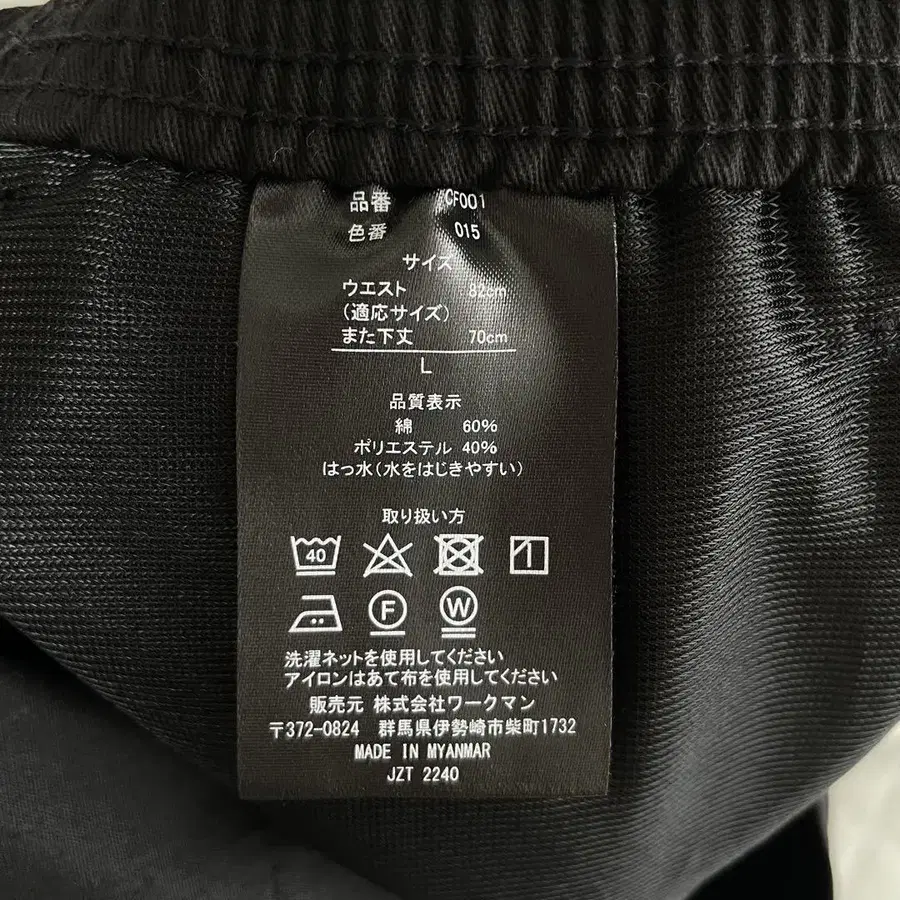 品番 CF001
色番 015
サイズ
ウエスト 82cm
(適応サイズ)
また下丈 70cm
L
品質表示
綿 60%
ポリエステル 40%
はっ水(水をはじきやすい)
取り扱い方
40
F W
洗濯ネットを使用してください
アイロンはあて布を使用してください
販売元 株式会社ワークマン
〒372-0824 群馬県伊勢崎市柴町1732
MADE IN MYANMAR
JZT 2240